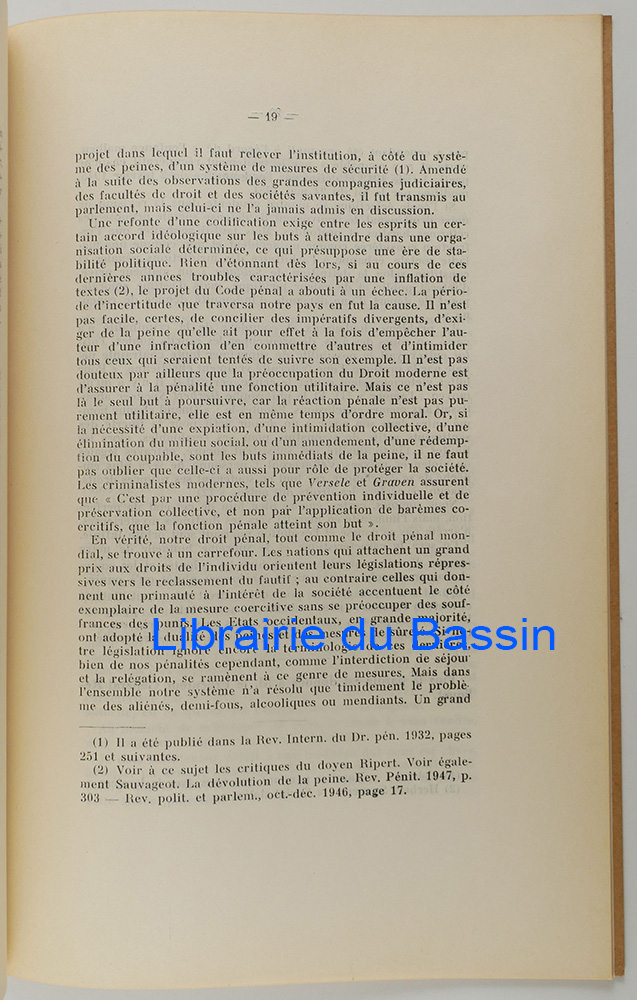 — 19 —
projet dans lequel il faut relever l'institution, à côté du systè-
me des peines, d'un système de mesures de sécurité (1). Amendé
à la suite des observations des grandes compagnies judiciaires,
des facultés de droit et des sociétés savantes, il fut transmis au
parlement, mais celui-ci ne l'a jamais admis en discussion.
Une refonte d'une codification exige entre les esprits un cer-
tain accord idéologique sur les buts à atteindre dans une orga-
nisation sociale déterminée, ce qui présuppose une ère de sta-
bilité politique. Rien d'étonnant dès lors, si au cours de ces
dernières années troubles, caractérisées par une inflation de
textes (2), le projet du Code pénal a abouti à un échec. La pério-
de d'incertitude que traversa notre pays en fut la cause. Il n'est
pas facile, certes, de concilier des impératifs divergents, d'exi-
ger de la peine qu'elle ait pour effet à la fois d'empêcher l'au-
teur d'une infraction d'en commettre d'autres et d'intimider
tous ceux qui seraient tentés de suivre son exemple. Il n'est pas
douteux par ailleurs que la préoccupation du Droit moderne est
d'assurer à la pénalité une fonction utilitaire. Mais ce n'est pas
là le seul but à poursuivre, car la réaction pénale n'est pas pu-
rement utilitaire, elle est en même temps d'ordre moral. Or, si
la nécessité d'une expiation, d'une intimidation collective, d'une
élimination du milieu social, ou d'un amendement, d'une rédemp-
tion du coupable, sont les buts immédiats de la peine, il ne faut
pas oublier que celle-ci a aussi pour rôle de protéger la société.
Les criminalistes modernes, tels que Versele et Graven assurent
que « C'est par une procédure de prévention individuelle et de
préservation collective, et non par l'application de barèmes co-
ercitifs, que la fonction pénale atteint son but ».
En vérité, notre droit pénal, tout comme le droit pénal mon-
dial, se trouve à un carrefour. Les nations qui attachent un grand
prix aux droits de l'individu orientent leurs législations répres-
sives vers le reclassement du fautif ; au contraire celles qui don-
nent une primauté à l'intérêt de la société accentuent le côté
exemplaire de la mesure coercitive sans se préoccuper des souf-
frances des punis. Les Etats occidentaux, en grande majorité,
ont adopté la dualité des peines et des mesures de sûreté. Si no-
tre législation ignore encore la terminologie de ces dernières,
bien de nos pénalités cependant, comme l'interdiction de séjour
et la relégation, se ramènent à ce genre de mesures. Mais dans
l'ensemble notre système n'a résolu que timidement le problè-
me des aliénés, demi-fous, alcooliques ou mendiants. Un grand
(1) Il a été publié dans la Rev. Intern. du Dr. pén. 1932, pages
251 et suivantes.
(2) Voir à ce sujet les critiques du doyen Ripert. Voir égale-
ment Sauvageot. La dévolution de la peine. Rev. Pénit. 1947, p.
303 — Rev. polit. et parlem., oct.-déc. 1946, page 17.
Librairie du Bassin